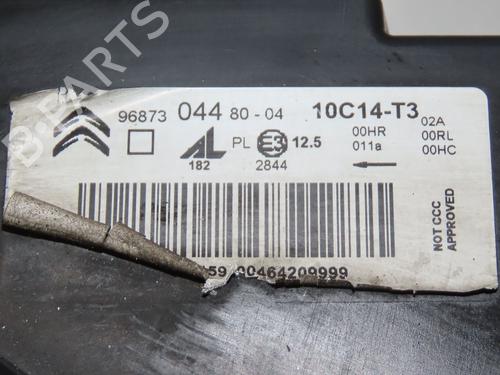 B-PARTS
96873 044 80-04 10C14-T3
02A
PL E3 12.5
00HR
00RL
182
2844
011a
00HC
NOT CCC
APPROVED
59 00464209999